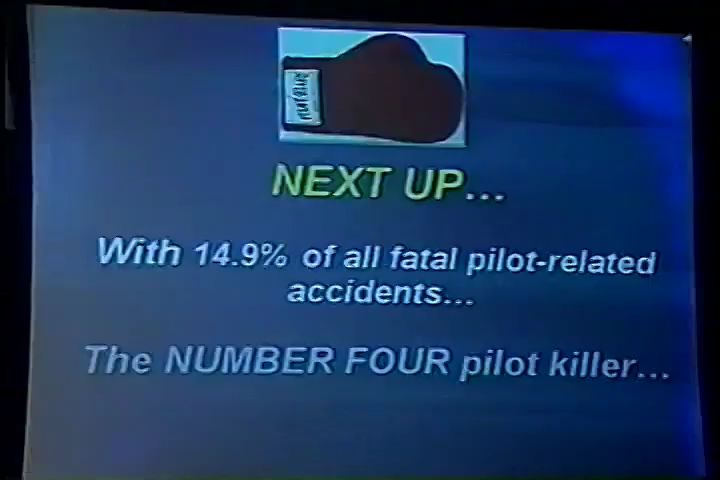 NEXT UP...
With 14.9% of all fatal pilot-related
accidents...
The NUMBER FOUR pilot killer...